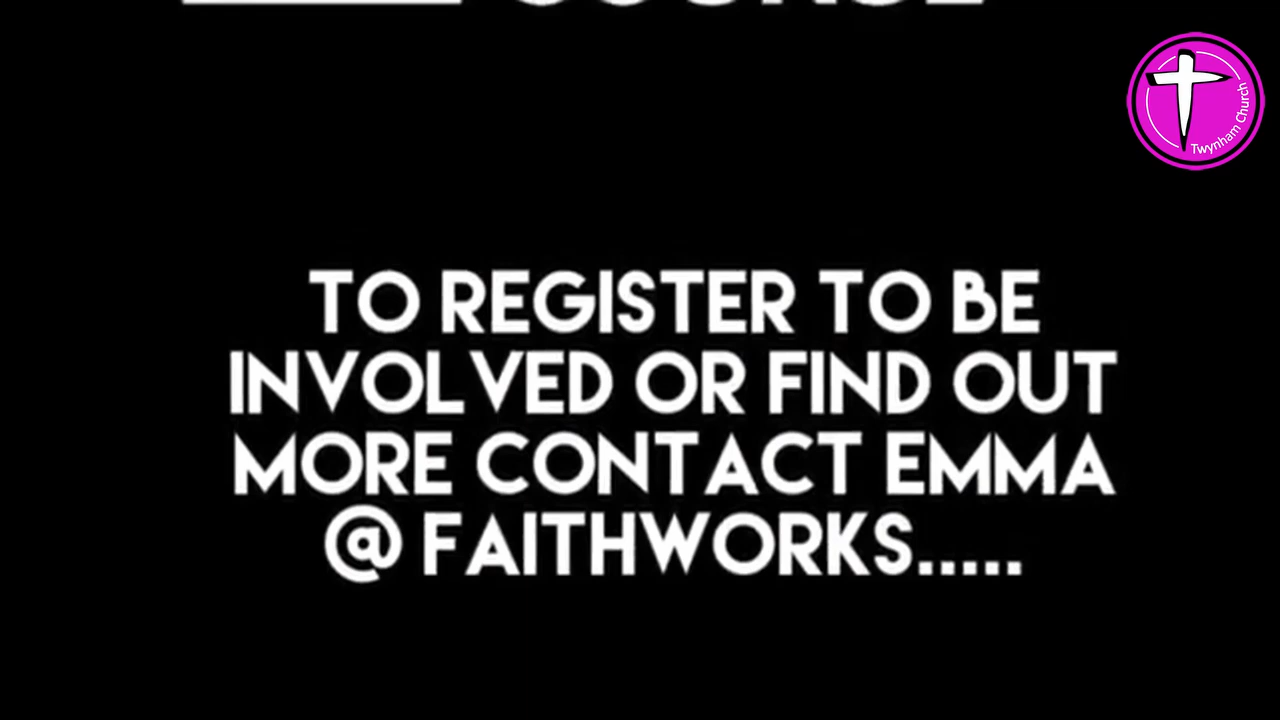 TO REGISTER TO BE
INVOLVED OR FIND OUT
MORE CONTACT EMMA
@ FAITHWORKS.....
Twynham Church